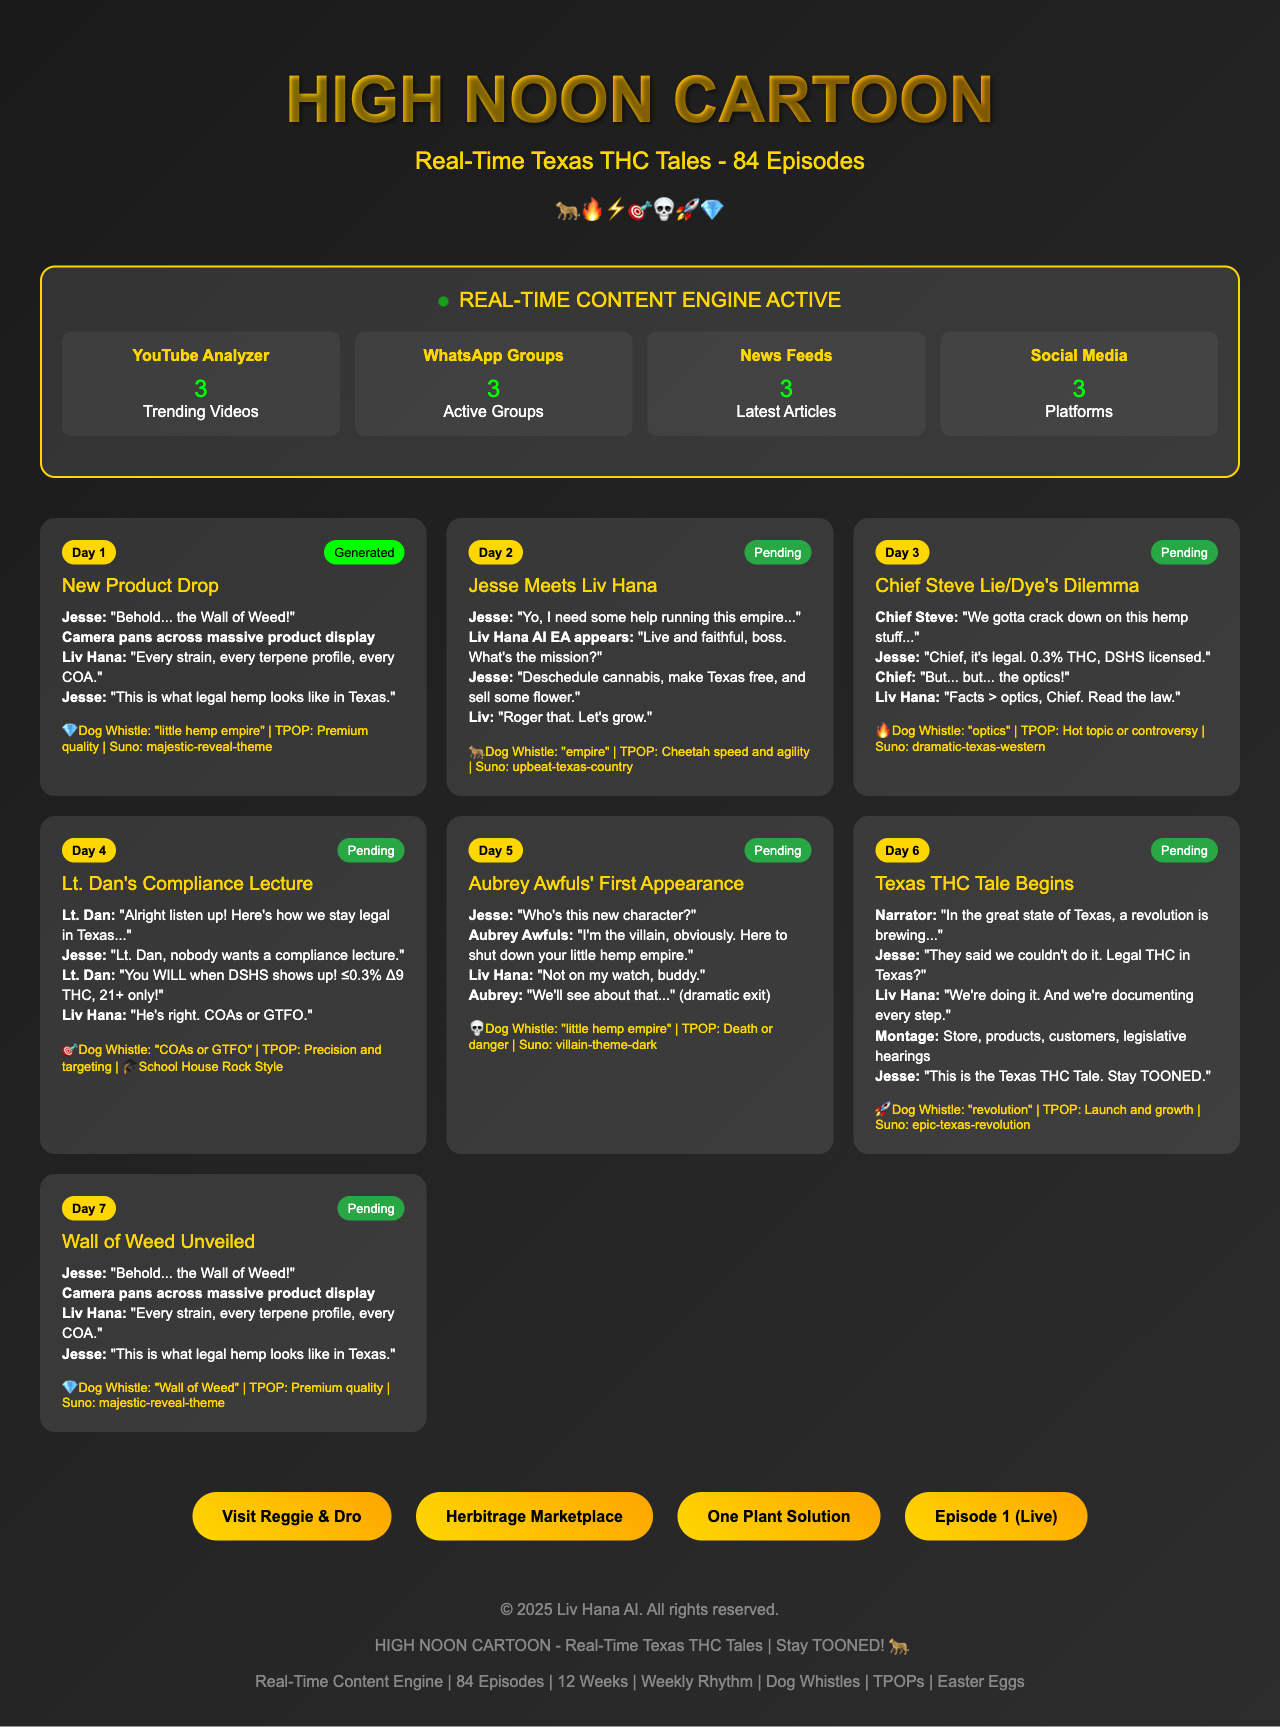 HIGH NOON CARTOON
Real-Time Texas THC Tales - 84 Episodes
🐆🔥⚡🎯💀🚀💎
REAL-TIME CONTENT ENGINE ACTIVE
YouTube Analyzer
3
Trending Videos
WhatsApp Groups
3
Active Groups
News Feeds
3
Latest Articles
Social Media
3
Platforms
Day 1
Generated
New Product Drop
Jesse: "Behold... the Wall of Weed!"
Camera pans across massive product display
Liv Hana: "Every strain, every terpene profile, every
COA."
Jesse: "This is what legal hemp looks like in Texas."
💎Dog Whistle: "little hemp empire" | TPOP: Premium
quality | Suno: majestic-reveal-theme
Day 2
Pending
Jesse Meets Liv Hana
Jesse: "Yo, I need some help running this empire..."
Liv Hana AI EA appears: "Live and faithful, boss.
What's the mission?"
Jesse: "Deschedule cannabis, make Texas free, and
sell some flower."
Liv: "Roger that. Let's grow."
🐆Dog Whistle: "empire" | TPOP: Cheetah speed and agility
| Suno: upbeat-texas-country
Day 3
Pending
Chief Steve Lie/Dye's Dilemma
Chief Steve: "We gotta crack down on this hemp
stuff..."
Jesse: "Chief, it's legal. 0.3% THC, DSHS licensed."
Chief: "But... but... the optics!"
Liv Hana: "Facts > optics, Chief. Read the law."
🔥Dog Whistle: "optics" | TPOP: Hot topic or controversy |
Suno: dramatic-texas-western
Day 4
Pending
Lt. Dan's Compliance Lecture
Lt. Dan: "Alright listen up! Here's how we stay legal
in Texas..."
Jesse: "Lt. Dan, nobody wants a compliance lecture."
Lt. Dan: "You WILL when DSHS shows up! ≤0.3% Δ9
THC, 21+ only!"
Liv Hana: "He's right. COAs or GTFO."
🎯Dog Whistle: "COAs or GTFO" | TPOP: Precision and
targeting | 🎓School House Rock Style
Day 5
Pending
Aubrey Awfuls' First Appearance
Jesse: "Who's this new character?"
Aubrey Awfuls: "I'm the villain, obviously. Here to
shut down your little hemp empire."
Liv Hana: "Not on my watch, buddy."
Aubrey: "We'll see about that..." (dramatic exit)
💀Dog Whistle: "little hemp empire" | TPOP: Death or
danger | Suno: villain-theme-dark
Day 6
Pending
Texas THC Tale Begins
Narrator: "In the great state of Texas, a revolution is
brewing..."
Jesse: "They said we couldn't do it. Legal THC in
Texas?"
Liv Hana: "We're doing it. And we're documenting
every step."
Montage: Store, products, customers, legislative
hearings
Jesse: "This is the Texas THC Tale. Stay TOONED."
🚀Dog Whistle: "revolution" | TPOP: Launch and growth |
Suno: epic-texas-revolution
Day 7
Pending
Wall of Weed Unveiled
Jesse: "Behold... the Wall of Weed!"
Camera pans across massive product display
Liv Hana: "Every strain, every terpene profile, every
COA."
Jesse: "This is what legal hemp looks like in Texas."
💎Dog Whistle: "Wall of Weed" | TPOP: Premium quality |
Suno: majestic-reveal-theme
Visit Reggie & Dro
Herbitrage Marketplace
One Plant Solution
Episode 1 (Live)
© 2025 Liv Hana AI. All rights reserved.
HIGH NOON CARTOON - Real-Time Texas THC Tales | Stay TOONED! 🐆
Real-Time Content Engine | 84 Episodes | 12 Weeks | Weekly Rhythm | Dog Whistles | TPOPs | Easter Eggs